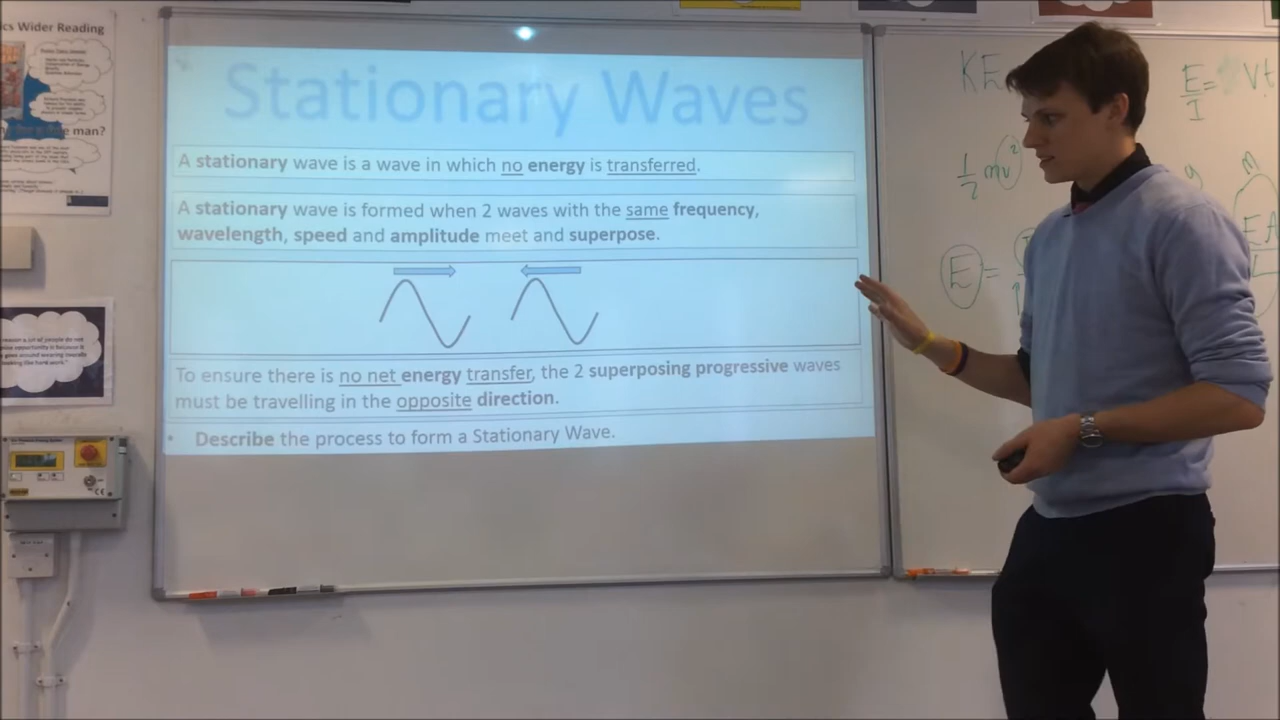 cs Wider Reading
man?
Stationary Waves
A stationary wave is a wave in which no energy is transferred.
A stationary wave is formed when 2 waves with the same frequency,
wavelength, speed and amplitude meet and superpose.
To ensure there is no net energy transfer, the 2 superposing progressive waves
must be travelling in the opposite direction.
• Describe the process to form a Stationary Wave.
KE
E = Vt
I
1/2 mv²
E =
m
EA
L